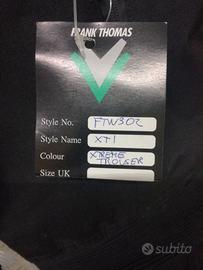 FRANK THOMAS
Style No. FTW302
Style Name XT1
Colour XTREME
TROUSER
Size UK
subito